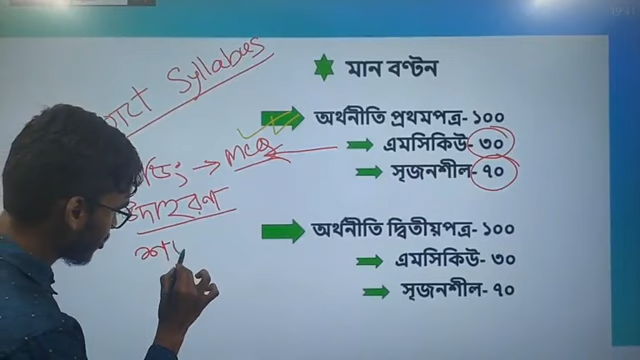 Syllabus
মান বণ্টন
অর্থনীতি প্রথমপত্র- ১০০
এমসিকিউ- ৩০
সৃজনশীল- ৭০
→ MCQ
উদাহরণ
অর্থনীতি দ্বিতীয়পত্র- ১০০
এমসিকিউ- ৩০
সৃজনশীল- ৭০